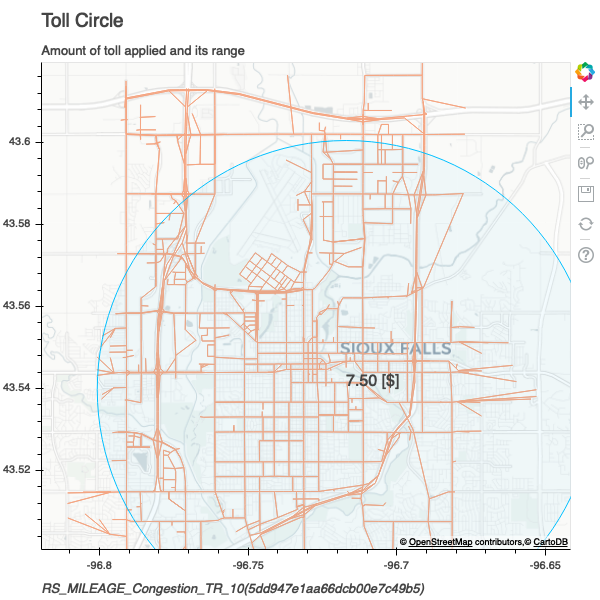 Toll Circle
Amount of toll applied and its range
43.6
43.58
43.56
SIOUX FALLS
7.50 [$]
43.54
43.52
© OpenStreetMap contributors,© CartoDB
-96.8
-96.75
-96.7
-96.65
RS_MILEAGE_Congestion_TR_10(5dd947e1aa66dcb00e7c49b5)